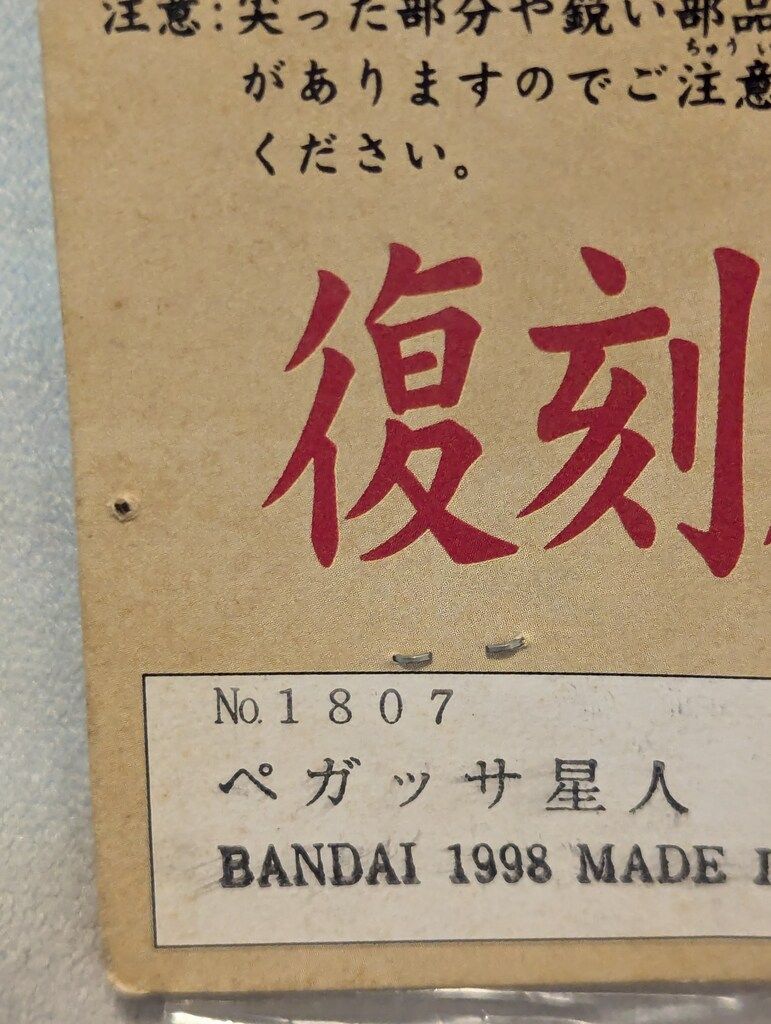 注意:尖った部分や鋭い部品
ちゅうい
がありますのでご注意
ください。
復刻
No.1807
ペガッサ星人
BANDAI 1998 MADE